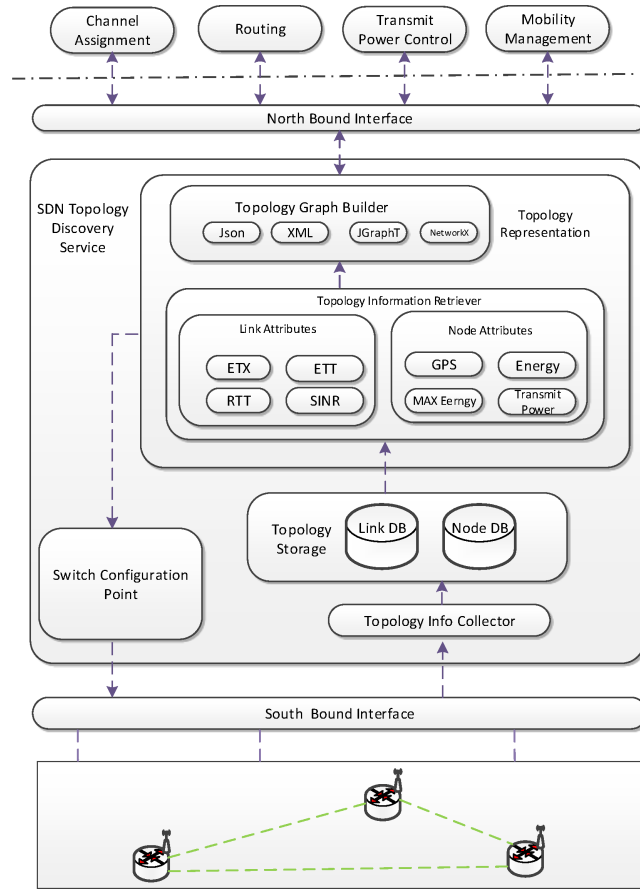 Channel
Assignment
Routing
Transmit
Power Control
Mobility
Management
North Bound Interface
SDN Topology
Discovery
Service
Topology Graph Builder
Json
XML
JGraphT
NetworkX
Topology
Representation
Topology Information Retriever
Link Attributes
ETX
ETT
RTT
SINR
Node Attributes
GPS
Energy
MAX Eerngy
Transmit
Power
Topology
Storage
Link DB
Node DB
Switch Configuration
Point
Topology Info Collector
South Bound Interface